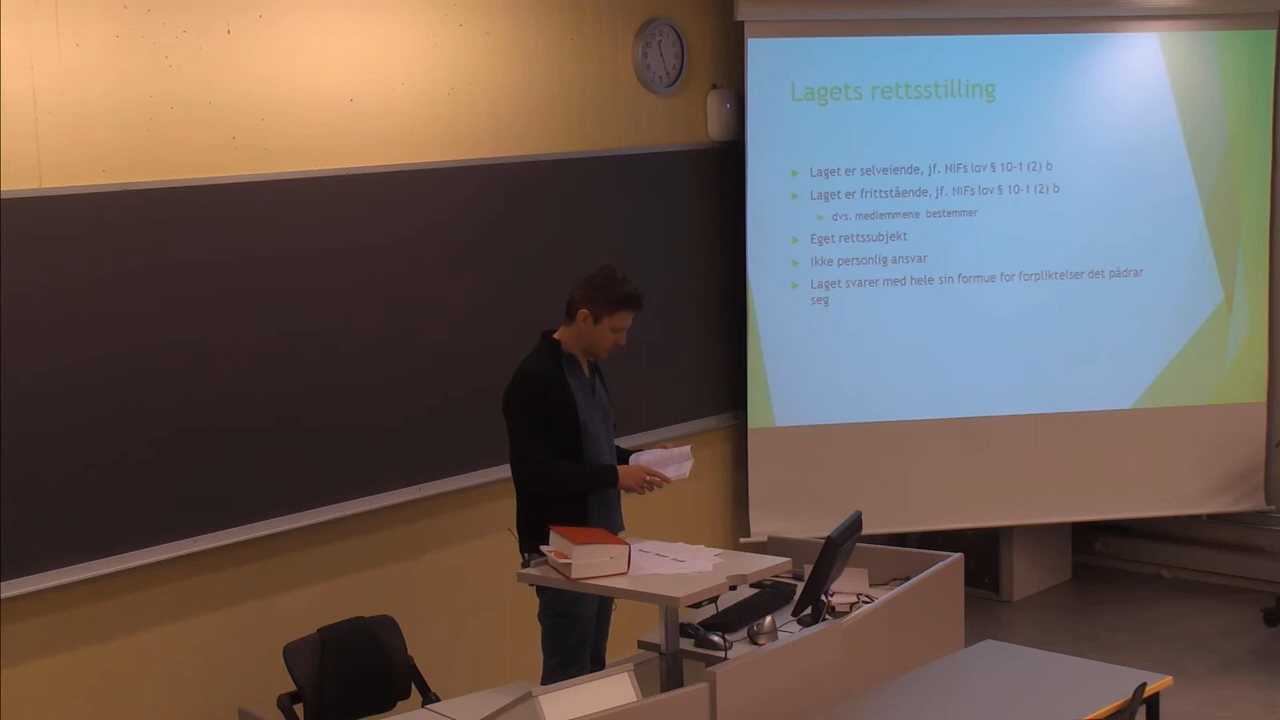 Lagets rettsstilling
Laget er selveiende, jf. NIFs lov § 10-1 (2) b
Laget er frittstående, jf. NIFs lov § 10-1 (2) b
dvs. medlemmene bestemmer
Eget rettssubjekt
Ikke personlig ansvar
Laget svarer med hele sin formue for forpliktelser det pådrar
seg